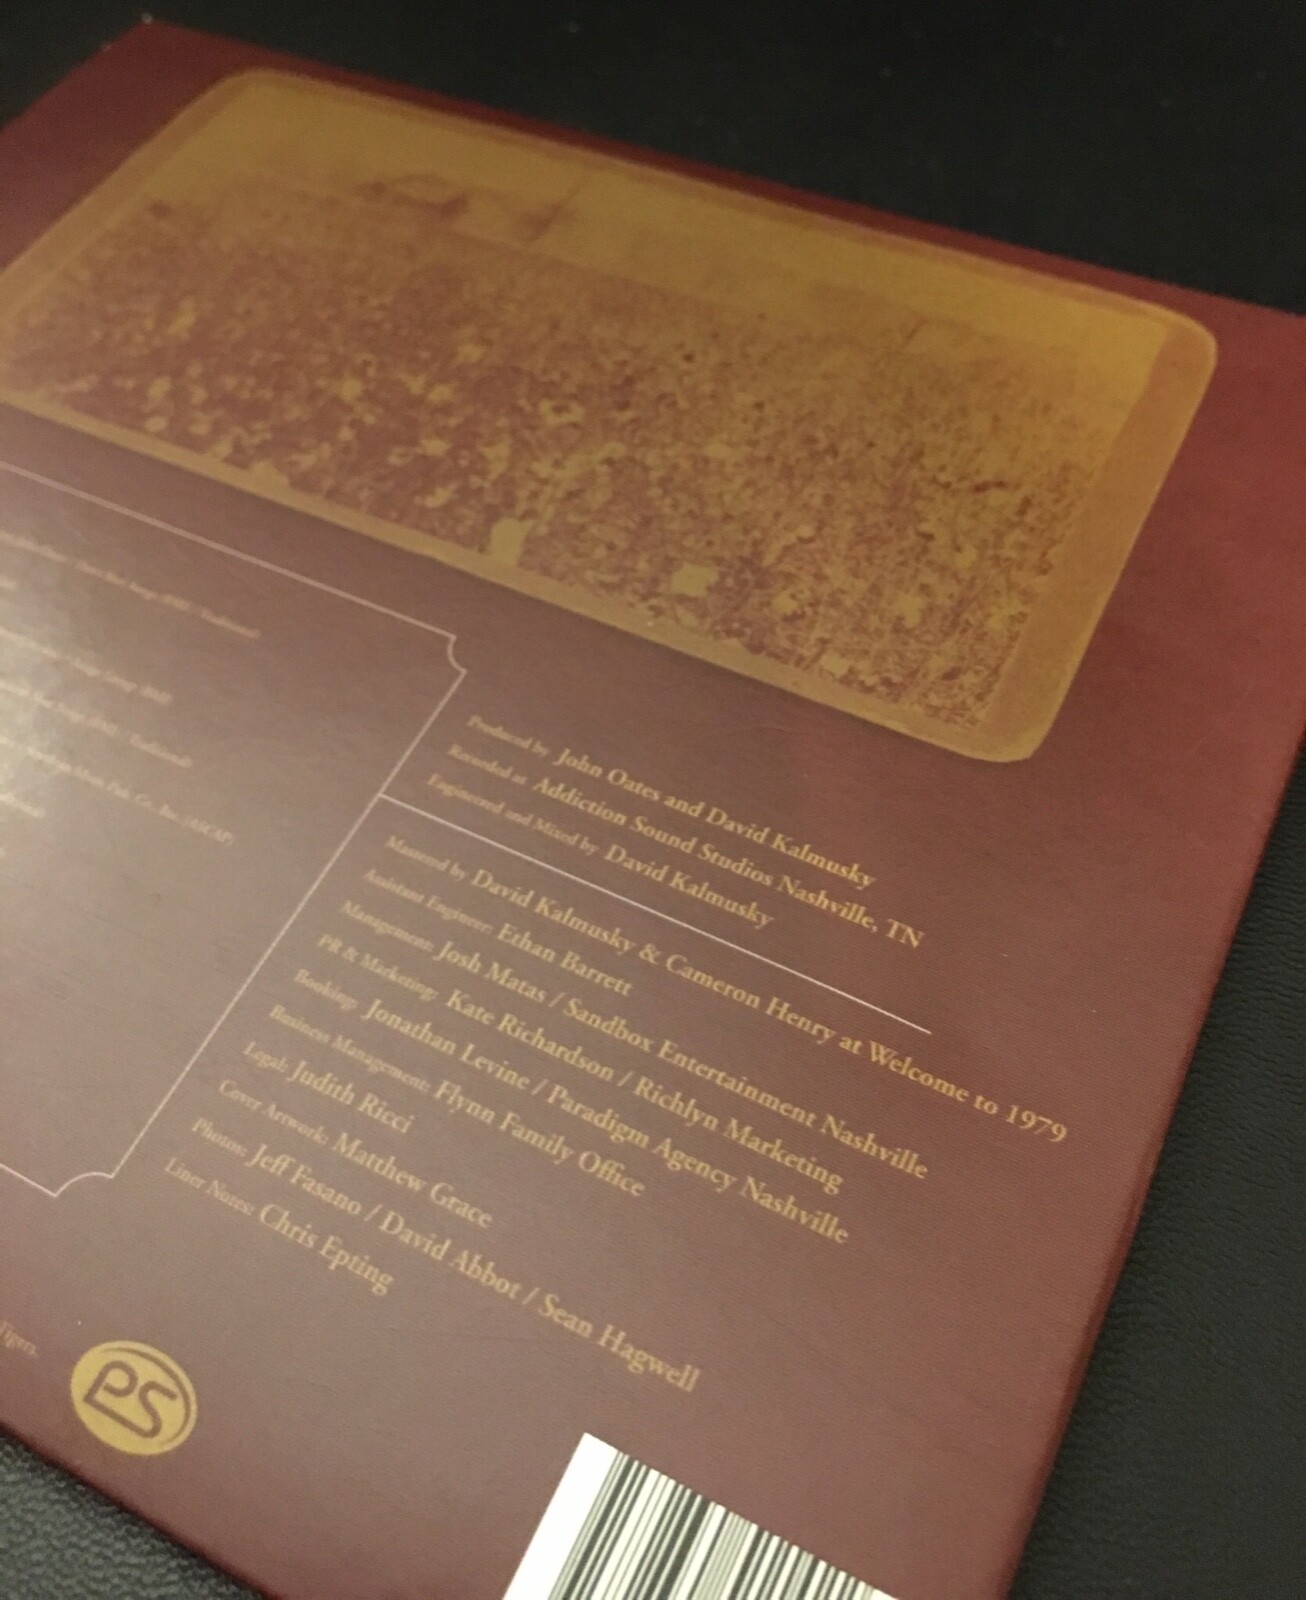 Produced by John Oates and David Kalmusky
Recorded at Addiction Sound Studios Nashville, TN
Engineered and Mixed by David Kalmusky
Mastered by David Kalmusky & Cameron Henry at Welcome to 1979
Assistant Engineer: Ethan Barrett
Management: Josh Matas / Sandbox Entertainment Nashville
PR & Marketing: Kate Richardson / Richlyn Marketing
Booking: Jonathan Levine / Paradigm Agency Nashville
Business Management: Flynn Family Office
Legal: Judith Ricci
Cover Artwork: Matthew Grace
Photos: Jeff Fasano / David Abbot / Sean Hagwell
Liner Notes: Chris Epting
Tigers.
PS